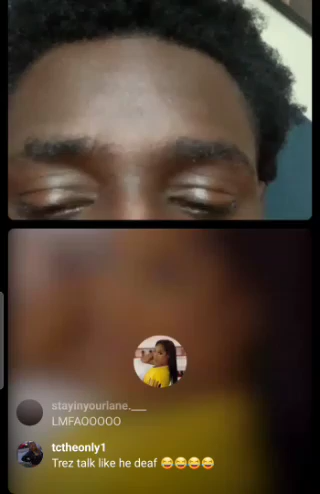 stayinyourlane.___
LMFAOOOOO
tctheonly1
Trez talk like he deaf 😂😂😂😂